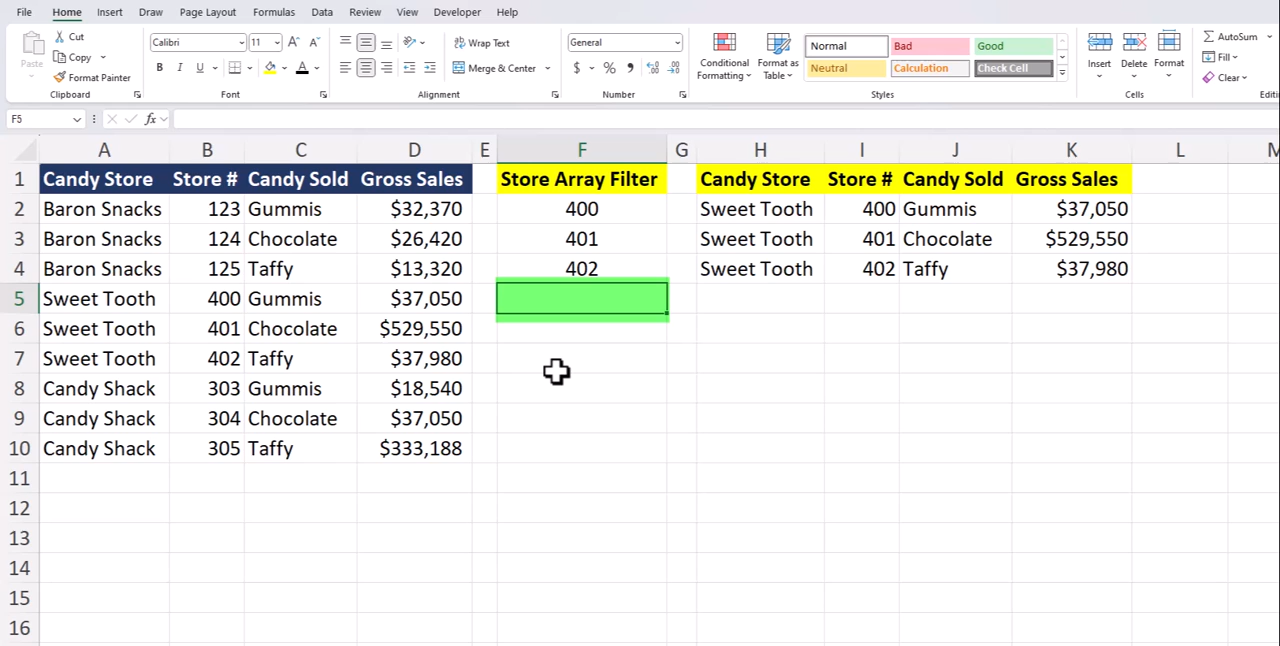 File Home Insert Draw Page Layout Formulas Data Review View Developer Help
Paste Cut Copy Format Painter Clipboard
Calibri 11 A A B I U A Font
Wrap Text Merge & Center Alignment
General $ % Number
Conditional Formatting Format as Table Normal Bad Good Neutral Calculation Check Cell Styles
Insert Delete Format Cells
AutoSum Fill Clear
F5 fx
A B C D E F G H I J K L
1 Candy Store Store # Candy Sold Gross Sales Store Array Filter Candy Store Store # Candy Sold Gross Sales
2 Baron Snacks 123 Gummis $32,370 400 Sweet Tooth 400 Gummis $37,050
3 Baron Snacks 124 Chocolate $26,420 401 Sweet Tooth 401 Chocolate $529,550
4 Baron Snacks 125 Taffy $13,320 402 Sweet Tooth 402 Taffy $37,980
5 Sweet Tooth 400 Gummis $37,050
6 Sweet Tooth 401 Chocolate $529,550
7 Sweet Tooth 402 Taffy $37,980
8 Candy Shack 303 Gummis $18,540
9 Candy Shack 304 Chocolate $37,050
10 Candy Shack 305 Taffy $333,188
11
12
13
14
15
16